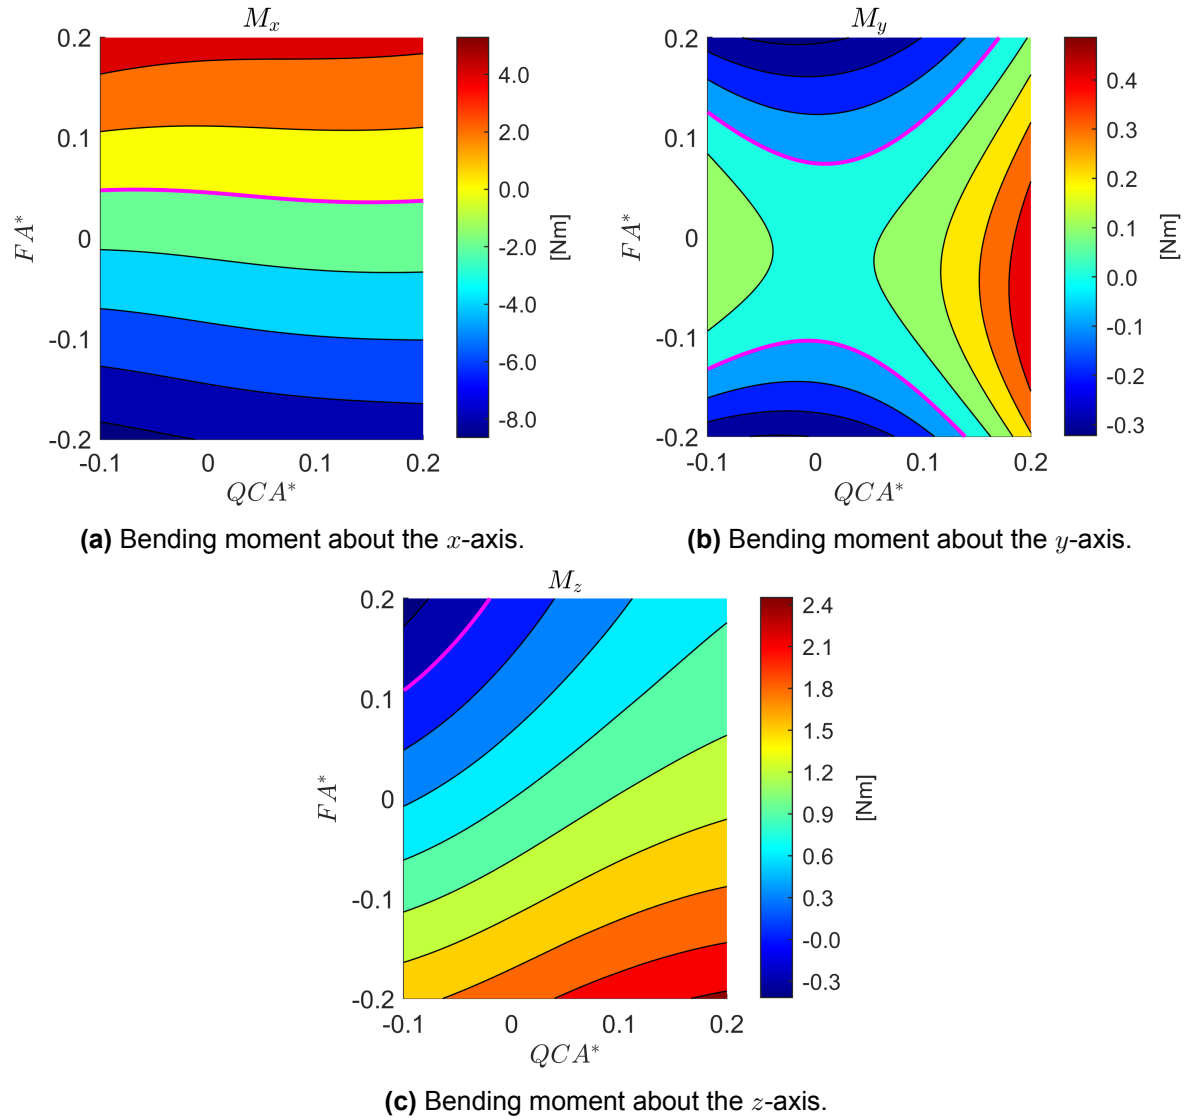 M_x
0.2
0.1
0
-0.1
-0.2
FA*
-0.1 0 0.1 0.2
QCA*
4.0
2.0
0.0
-2.0
-4.0
-6.0
-8.0
[Nm]
(a) Bending moment about the x-axis.
M_y
0.2
0.1
0
-0.1
-0.2
FA*
-0.1 0 0.1 0.2
QCA*
0.4
0.3
0.2
0.1
0.0
-0.1
-0.2
-0.3
[Nm]
(b) Bending moment about the y-axis.
M_z
0.2
0.1
0
-0.1
-0.2
FA*
-0.1 0 0.1 0.2
QCA*
2.4
2.1
1.8
1.5
1.2
0.9
0.6
0.3
-0.0
-0.3
[Nm]
(c) Bending moment about the z-axis.